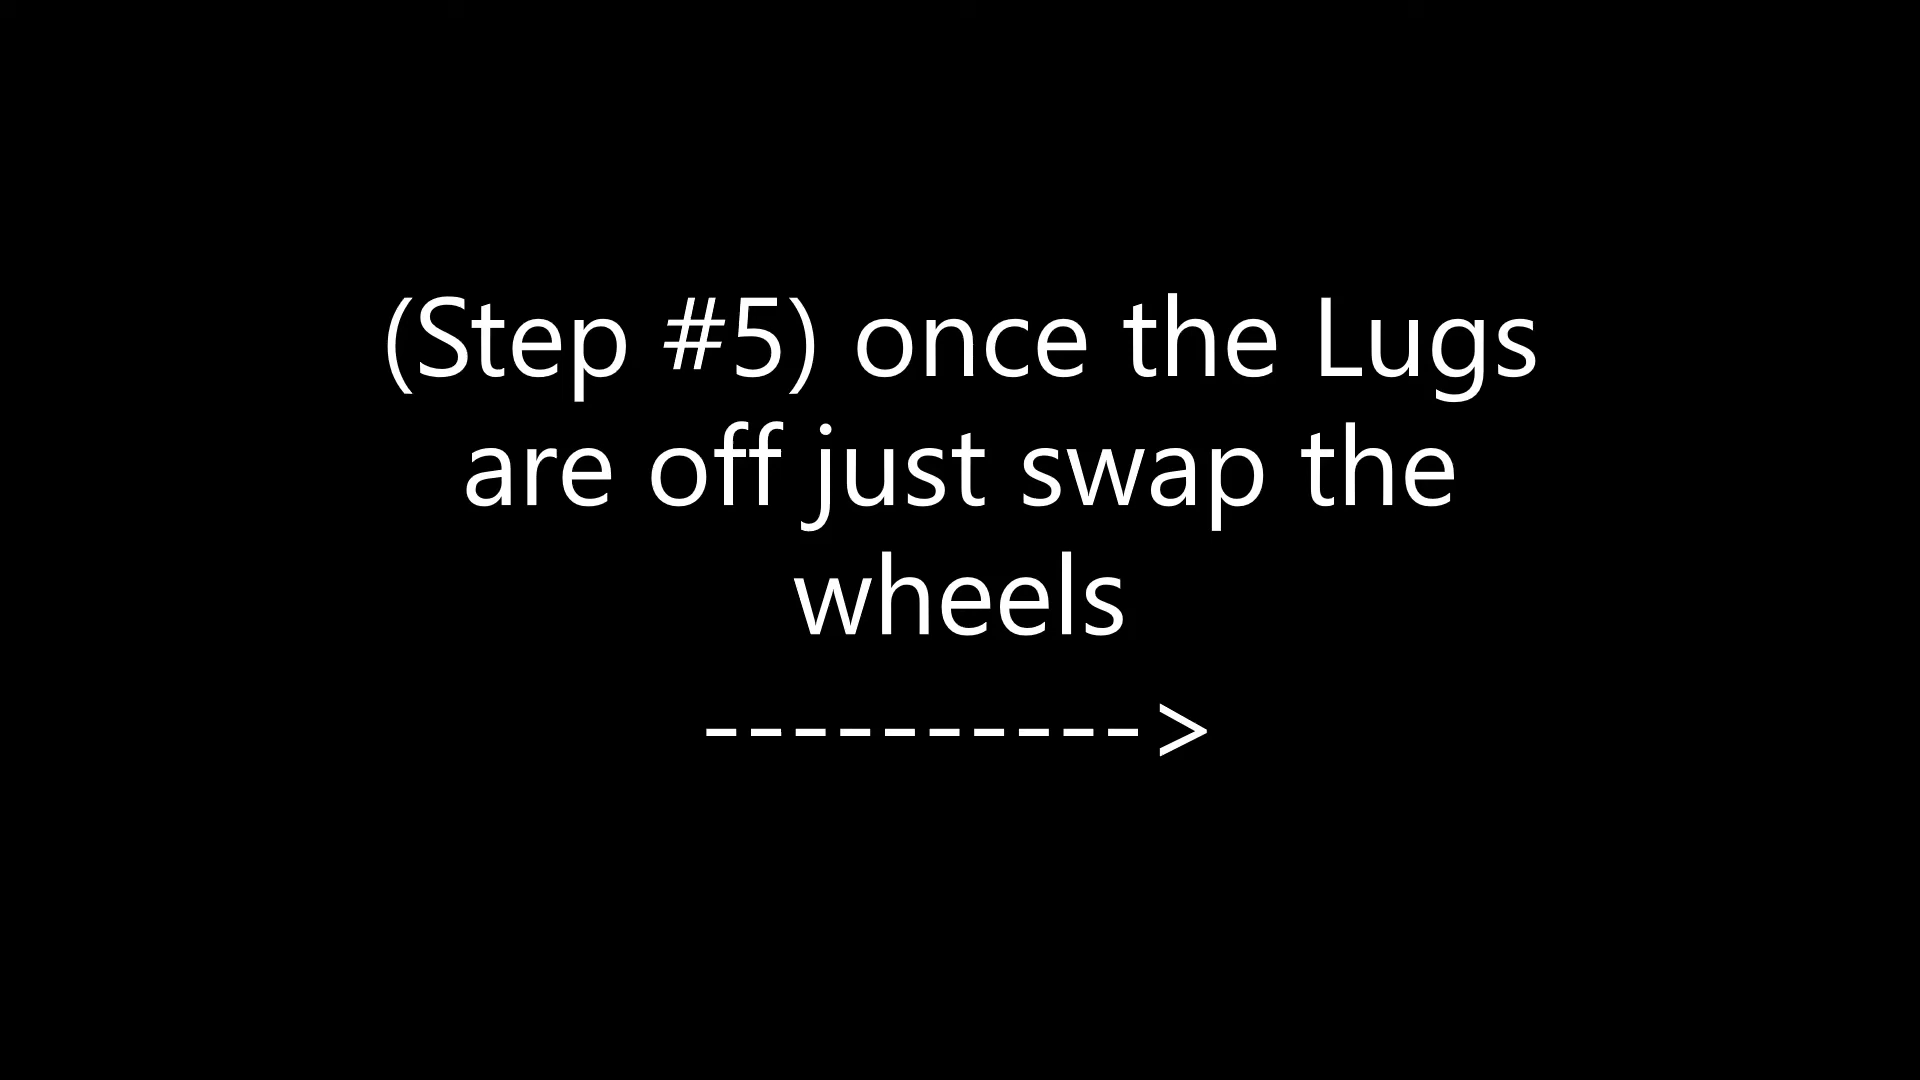 (Step #5) once the Lugs
are off just swap the
wheels
---------->